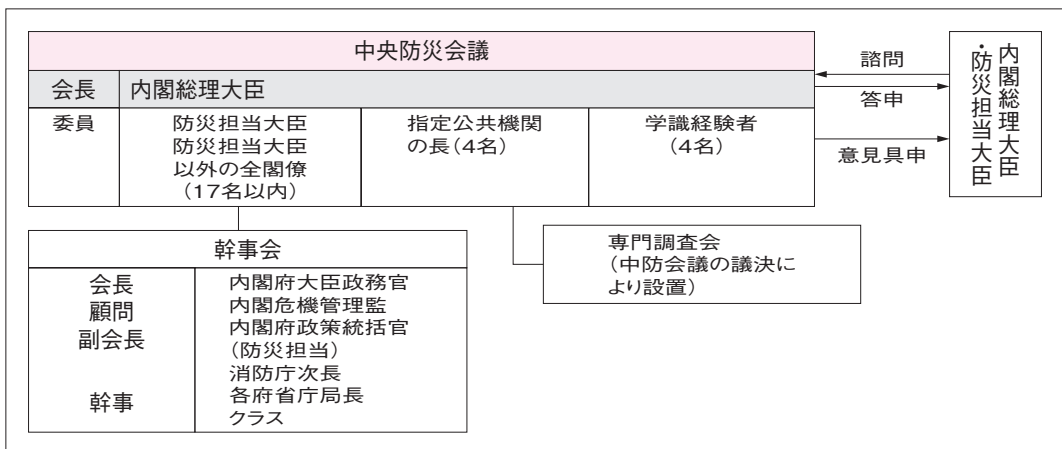 中央防災会議
会長 内閣総理大臣
委員
防災担当大臣
防災担当大臣
以外の全閣僚
(17名以内)
指定公共機関
の長(4名)
学識経験者
(4名)
諮問
答申
意見具申
内閣総理大臣
・防災担当大臣
幹事会
会長 内閣府大臣政務官
顧問 内閣危機管理監
副会長 内閣府政策統括官
(防災担当)
消防庁次長
幹事 各府省庁局長
クラス
専門調査会
(中防会議の議決に
より設置)